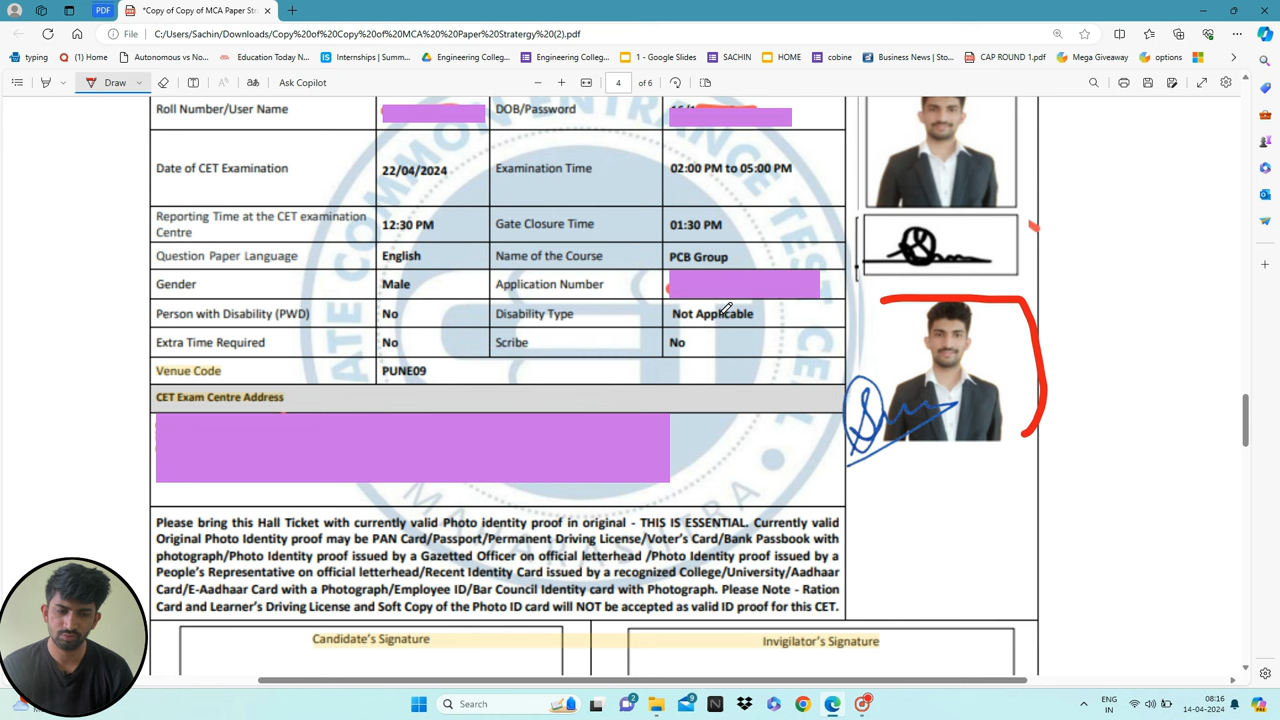 PDF
*Copy of Copy of MCA Paper Str
File
C:/Users/Sachin/Downloads/Copy%20of%20Copy%20of%20MCA%20%20Paper%20Stratergy%20(2).pdf
typing
Autonomous vs No...
Education Today N...
Internships | Summ...
Engineering Colleg...
Engineering Colleg...
1 - Google Slides
SACHIN
HOME
cobine
Business News | Sto...
CAP ROUND 1.pdf
Mega Giveaway
options
Draw
Ask Copilot
4 of 6
Roll Number/User Name
DOB/Password
Date of CET Examination 22/04/2024 Examination Time 02:00 PM to 05:00 PM
Reporting Time at the CET examination
Centre
12:30 PM Gate Closure Time 01:30 PM
Question Paper Language English Name of the Course PCB Group
Gender Male Application Number
Person with Disability (PWD) No Disability Type Not Applicable
Extra Time Required No Scribe No
Venue Code PUNE09
CET Exam Centre Address
Please bring this Hall Ticket with currently valid Photo identity proof in original - THIS IS ESSENTIAL. Currently valid
Original Photo Identity proof may be PAN Card/Passport/Permanent Driving License/Voter's Card/Bank Passbook with
photograph/Photo Identity proof issued by a Gazetted Officer on official letterhead /Photo Identity proof issued by a
People's Representative on official letterhead/Recent Identity Card issued by a recognized College/University/Aadhaar
Card/E-Aadhaar Card with a Photograph/Employee ID/Bar Council Identity card with Photograph. Please Note - Ration
Card and Learner's Driving License and Soft Copy of the Photo ID card will NOT be accepted as valid ID proof for this CET.
Candidate's Signature
Invigilator's Signature
STATE COMMON ENTRANCE TEST CELL
MAHARASHTRA
Search
ENG
IN
08:16
14-04-2024